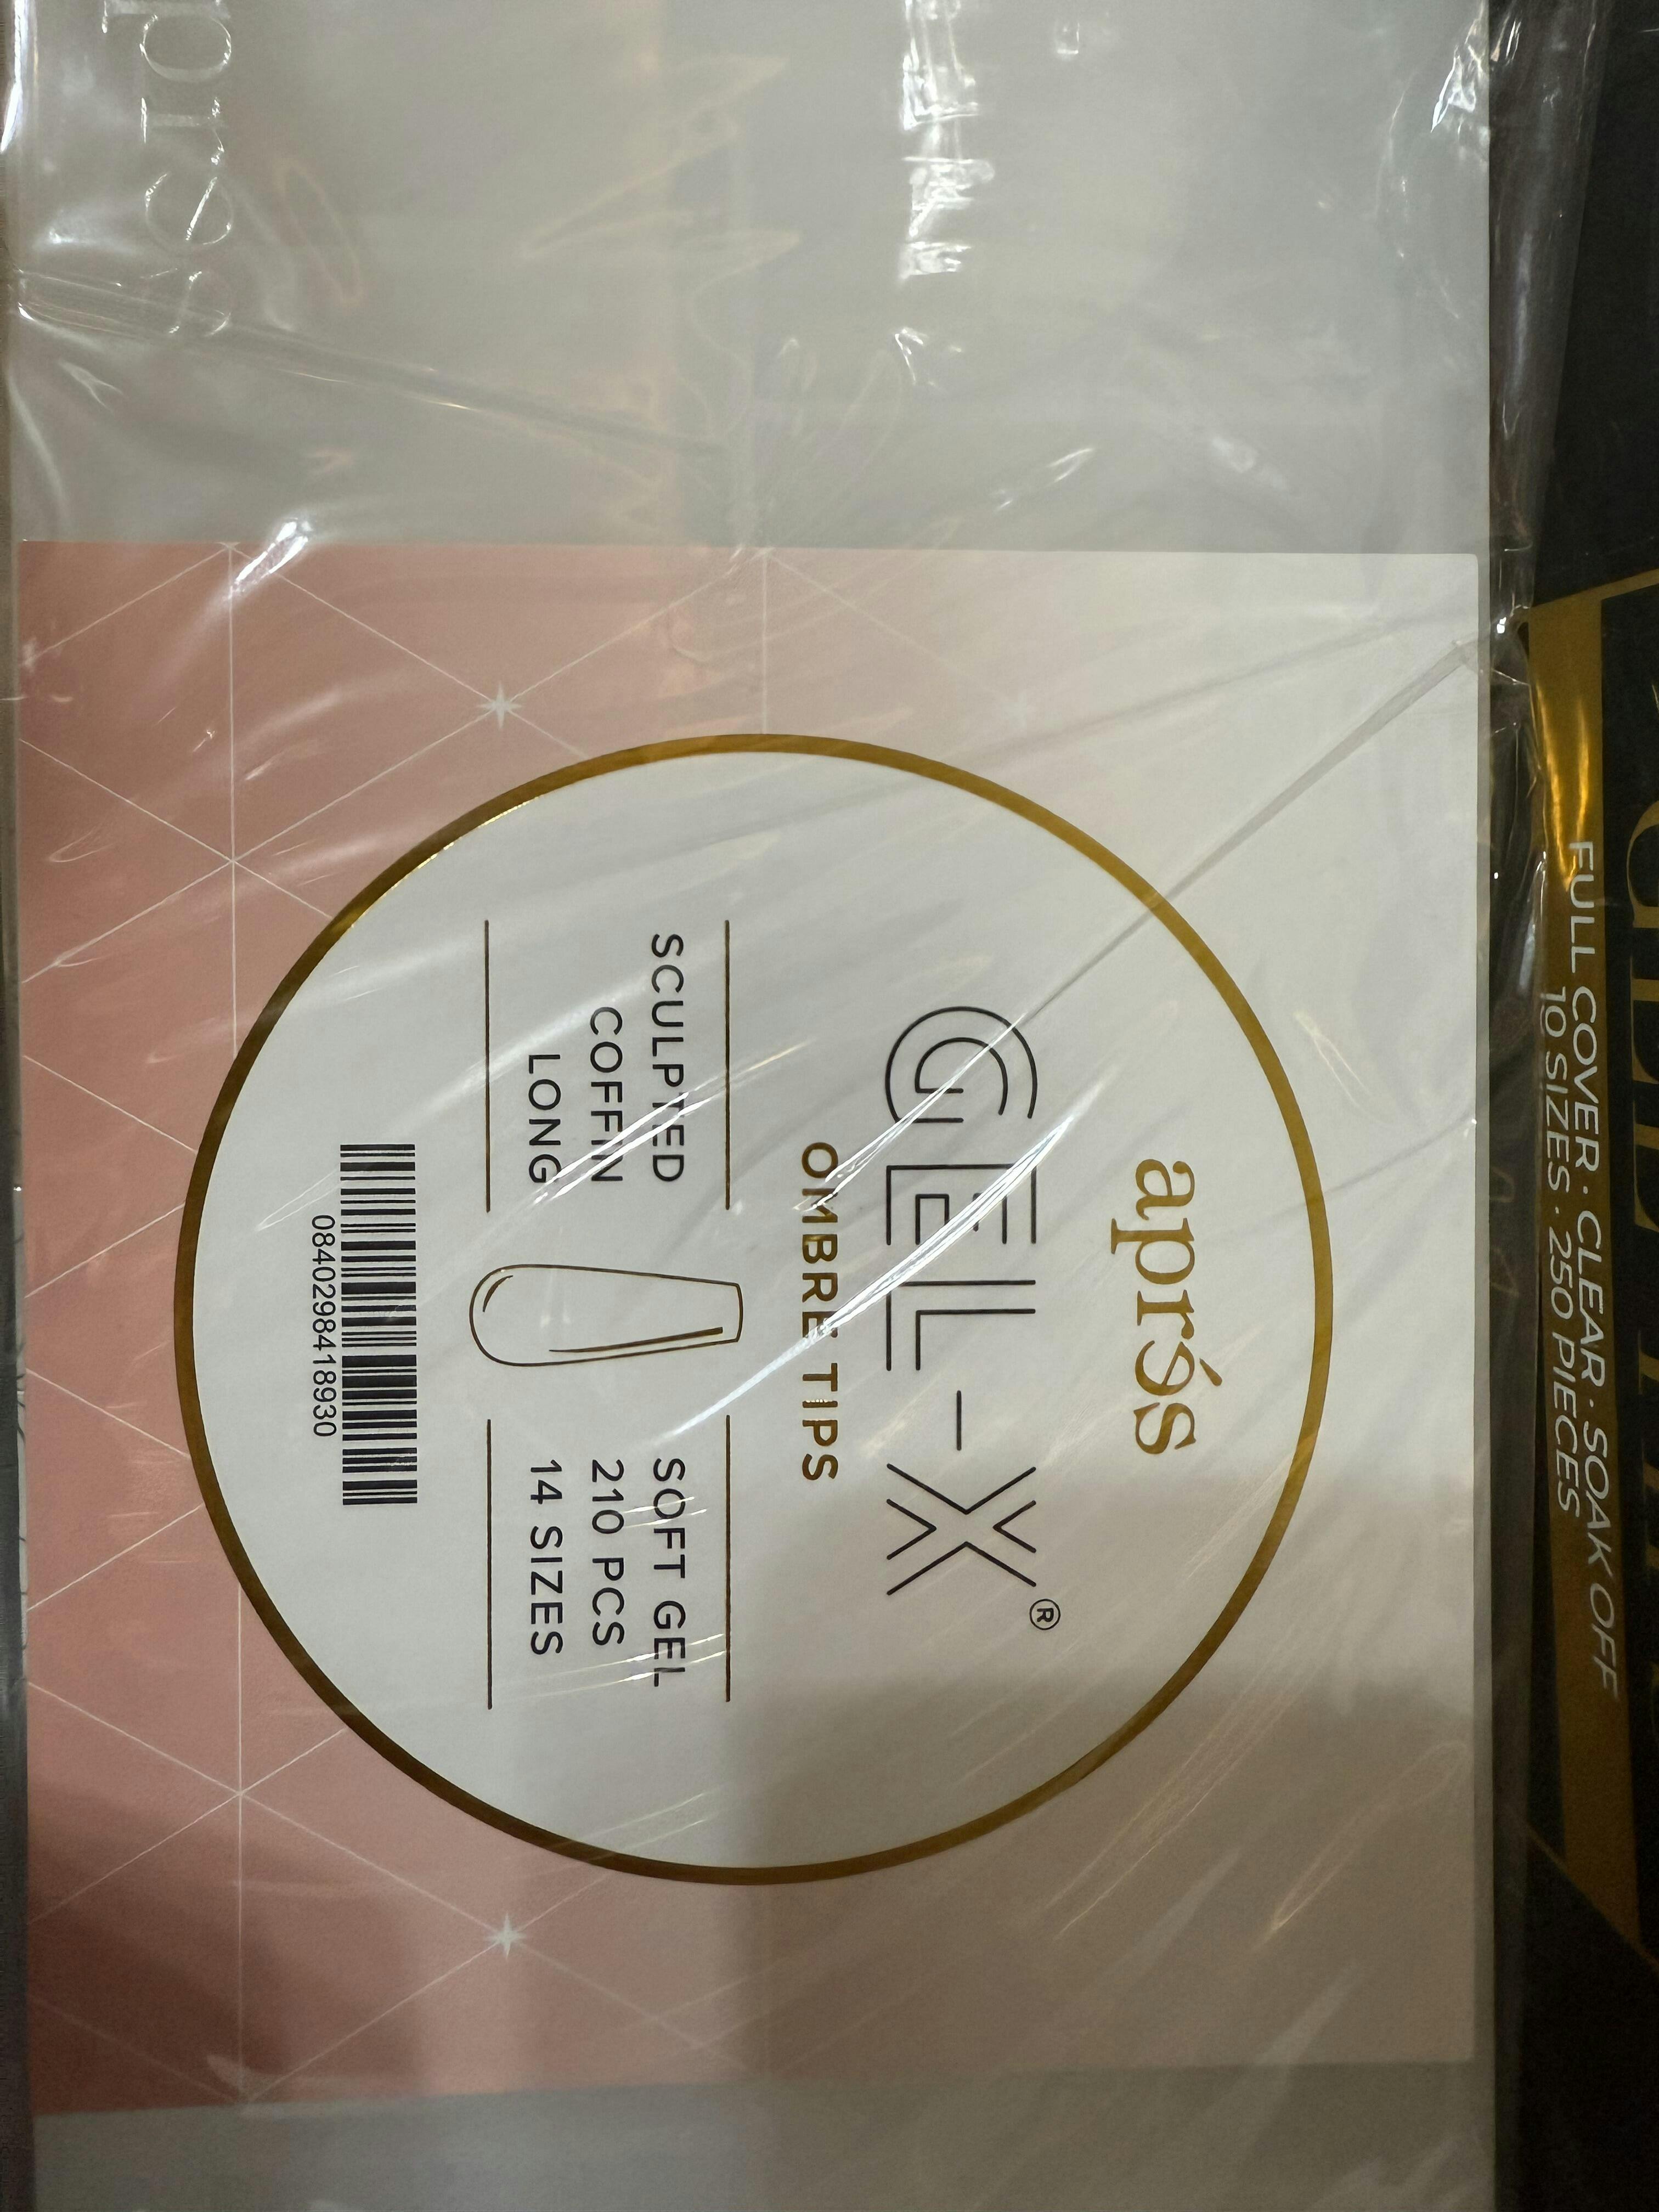 aprés
GEL-X®
OMBRE TIPS
SCULPTED
COFFIN
LONG
SOFT GEL
210 PCS
14 SIZES
0840298418930
FULL COVER · CLEAR · SOAK OFF
10 SIZES · 250 PIECES